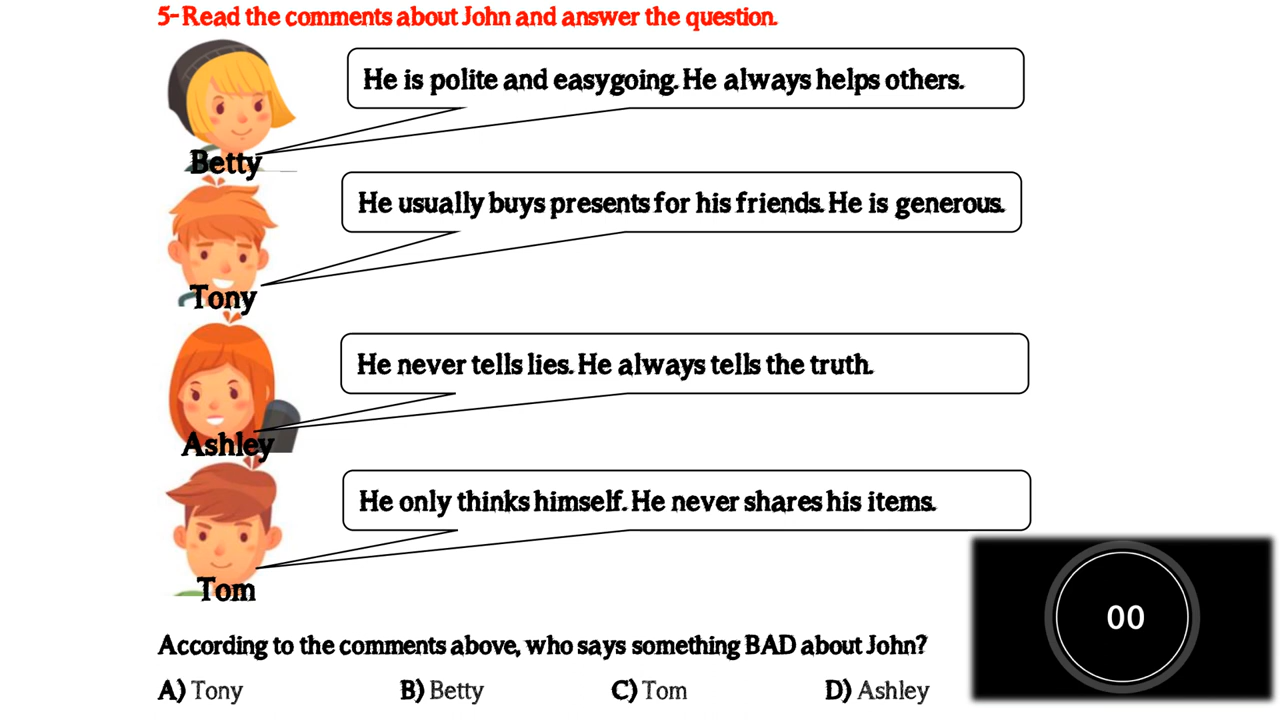 5-Read the comments about John and answer the question.
He is polite and easygoing. He always helps others.
Betty
He usually buys presents for his friends. He is generous.
Tony
He never tells lies. He always tells the truth.
Ashley
He only thinks himself. He never shares his items.
Tom
00
According to the comments above, who says something BAD about John?
A) Tony B) Betty C) Tom D) Ashley